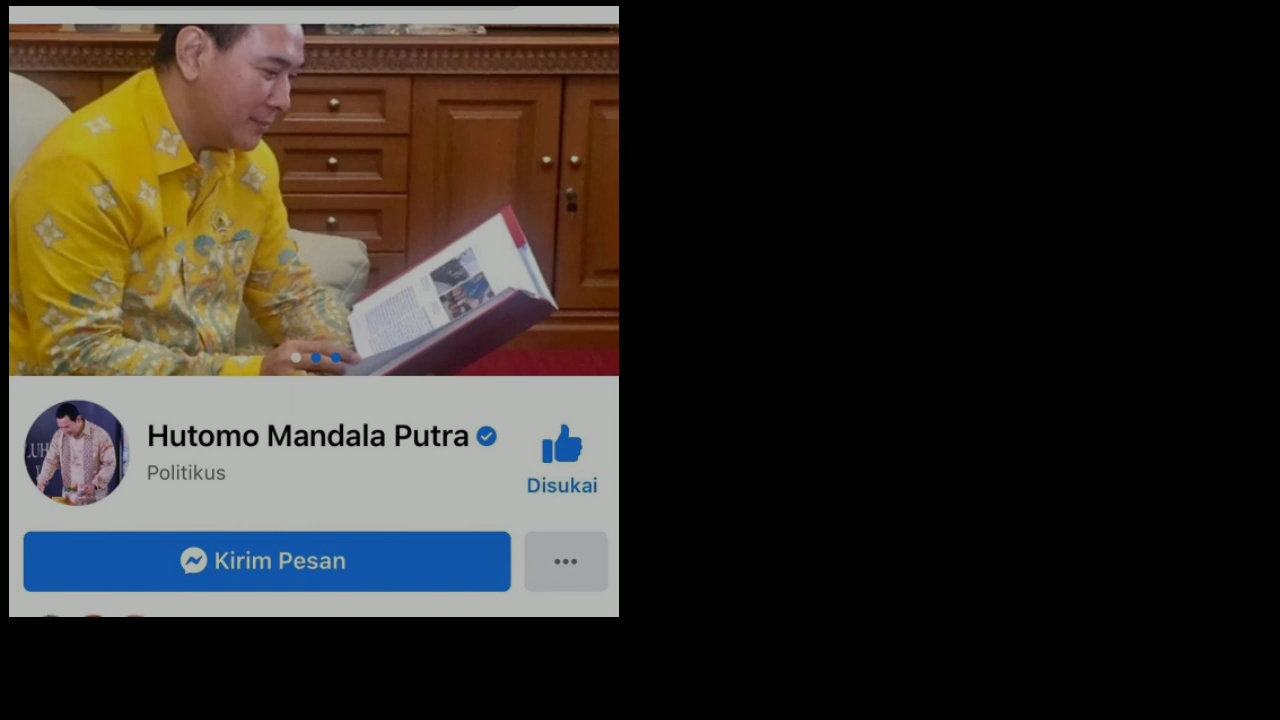 Hutomo Mandala Putra
Politikus
Disukai
Kirim Pesan